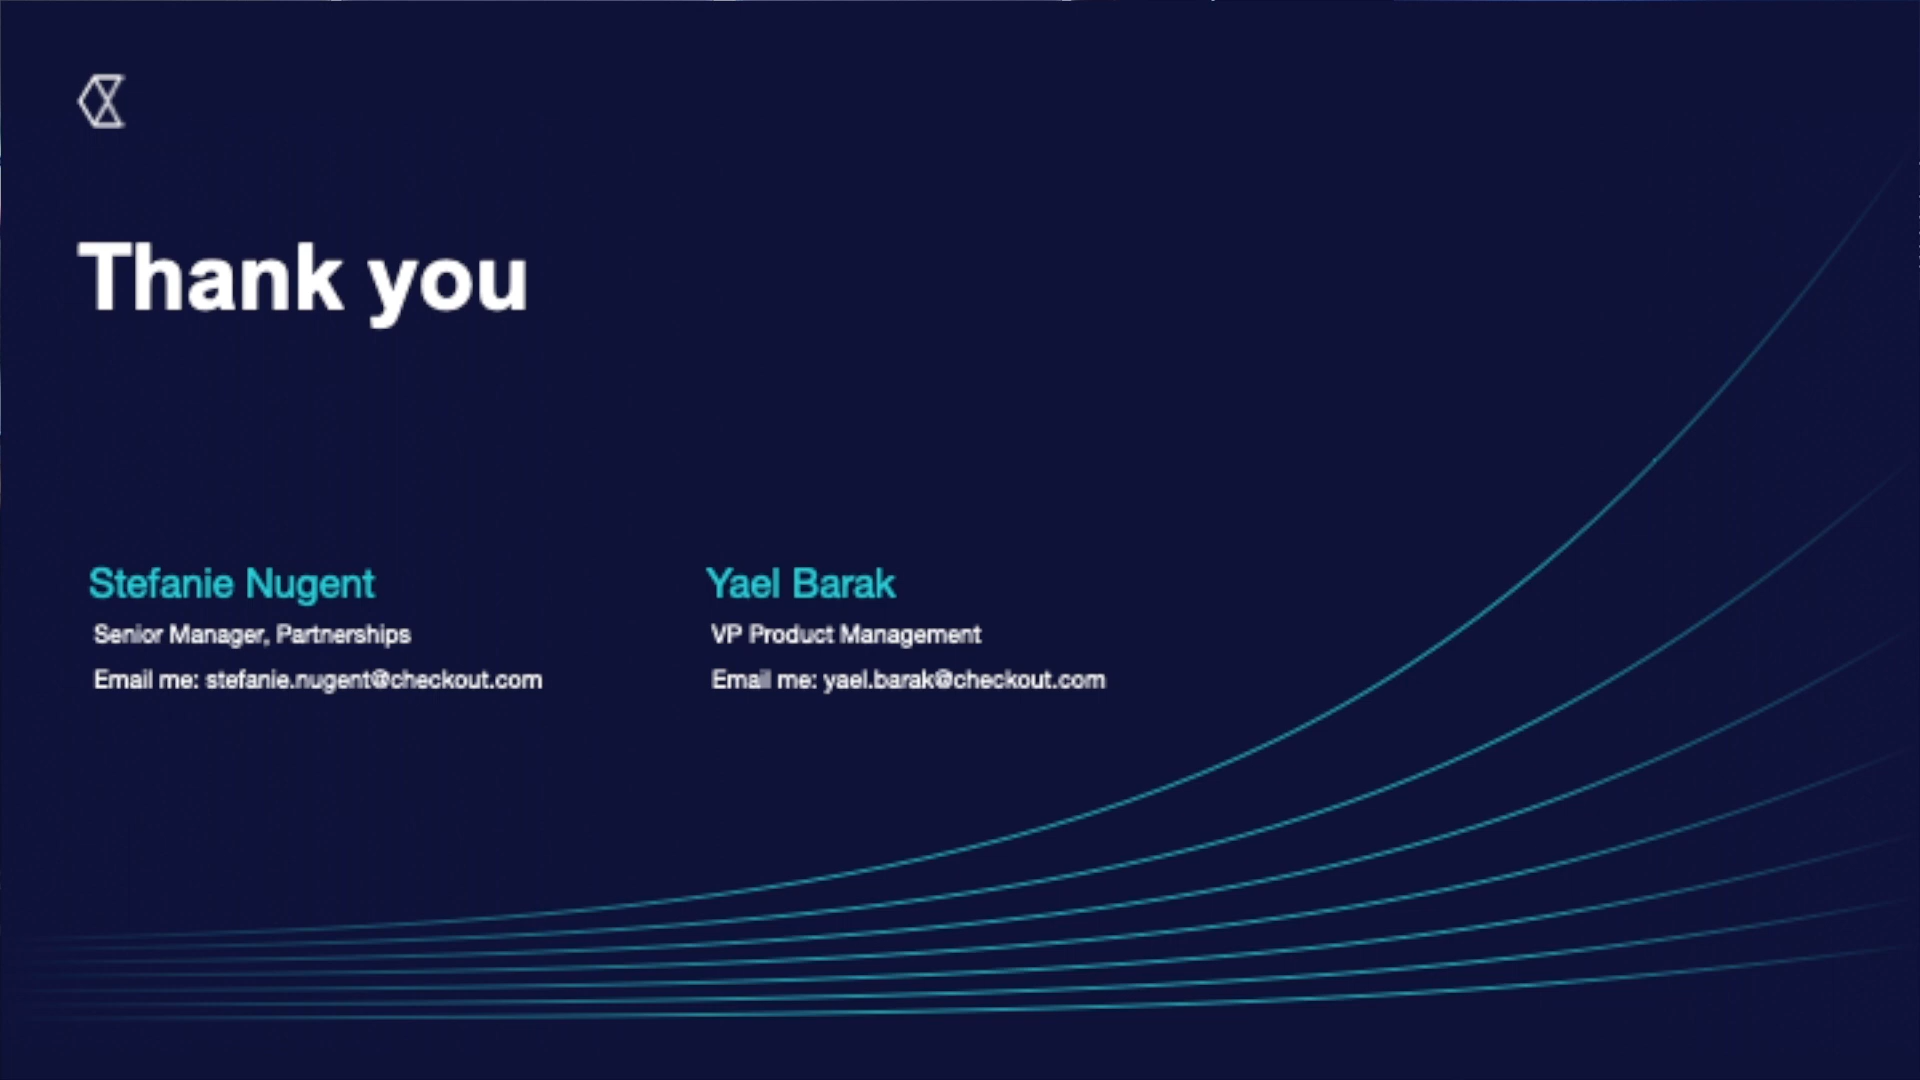 Thank you
Stefanie Nugent
Senior Manager, Partnerships
Email me: stefanie.nugent@checkout.com
Yael Barak
VP Product Management
Email me: yael.barak@checkout.com